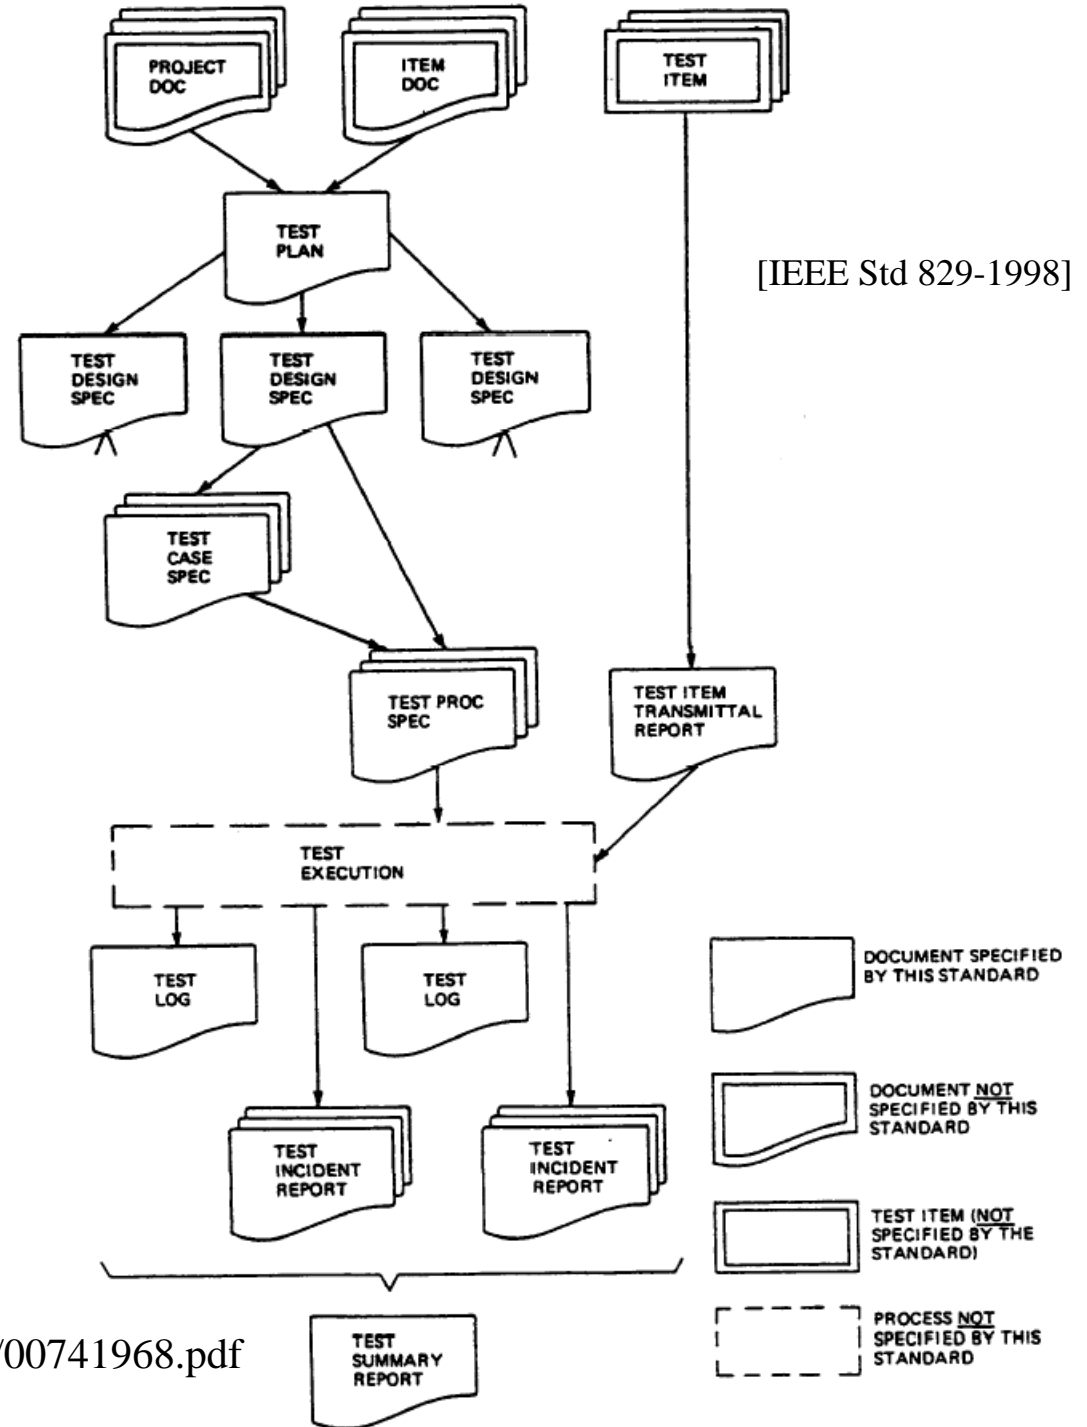 PROJECT
DOC
ITEM
DOC
TEST
ITEM
TEST
PLAN
[IEEE Std 829-1998]
TEST
DESIGN
SPEC
TEST
DESIGN
SPEC
TEST
DESIGN
SPEC
TEST
CASE
SPEC
TEST PROC
SPEC
TEST ITEM
TRANSMITTAL
REPORT
TEST
EXECUTION
TEST
LOG
TEST
LOG
DOCUMENT SPECIFIED
BY THIS STANDARD
TEST
INCIDENT
REPORT
TEST
INCIDENT
REPORT
DOCUMENT NOT
SPECIFIED BY THIS
STANDARD
TEST ITEM (NOT
SPECIFIED BY THE
STANDARD)
PROCESS NOT
SPECIFIED BY THIS
STANDARD
/00741968.pdf
TEST
SUMMARY
REPORT